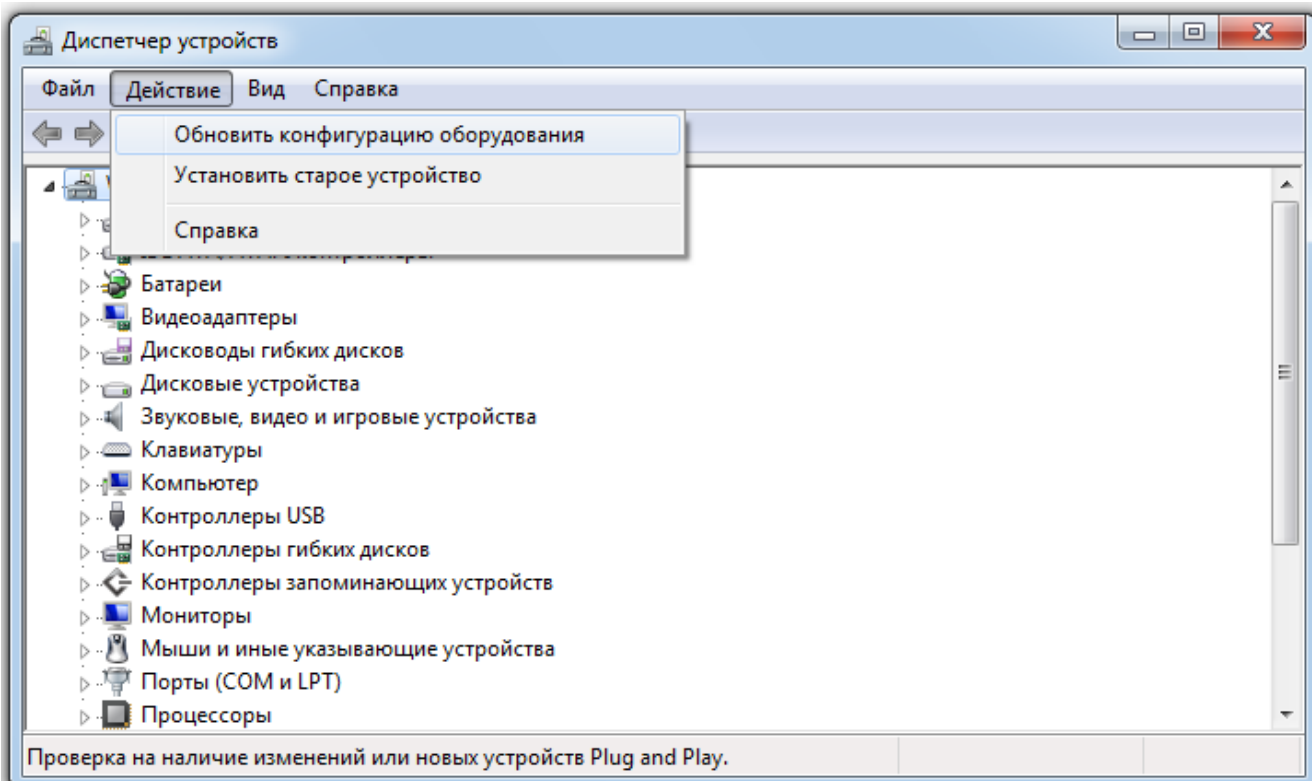 Диспетчер устройств
Файл Действие Вид Справка
Обновить конфигурацию оборудования
Установить старое устройство
Справка
Батареи
Видеоадаптеры
Дисководы гибких дисков
Дисковые устройства
Звуковые, видео и игровые устройства
Клавиатуры
Компьютер
Контроллеры USB
Контроллеры гибких дисков
Контроллеры запоминающих устройств
Мониторы
Мыши и иные указывающие устройства
Порты (COM и LPT)
Процессоры
Проверка на наличие изменений или новых устройств Plug and Play.